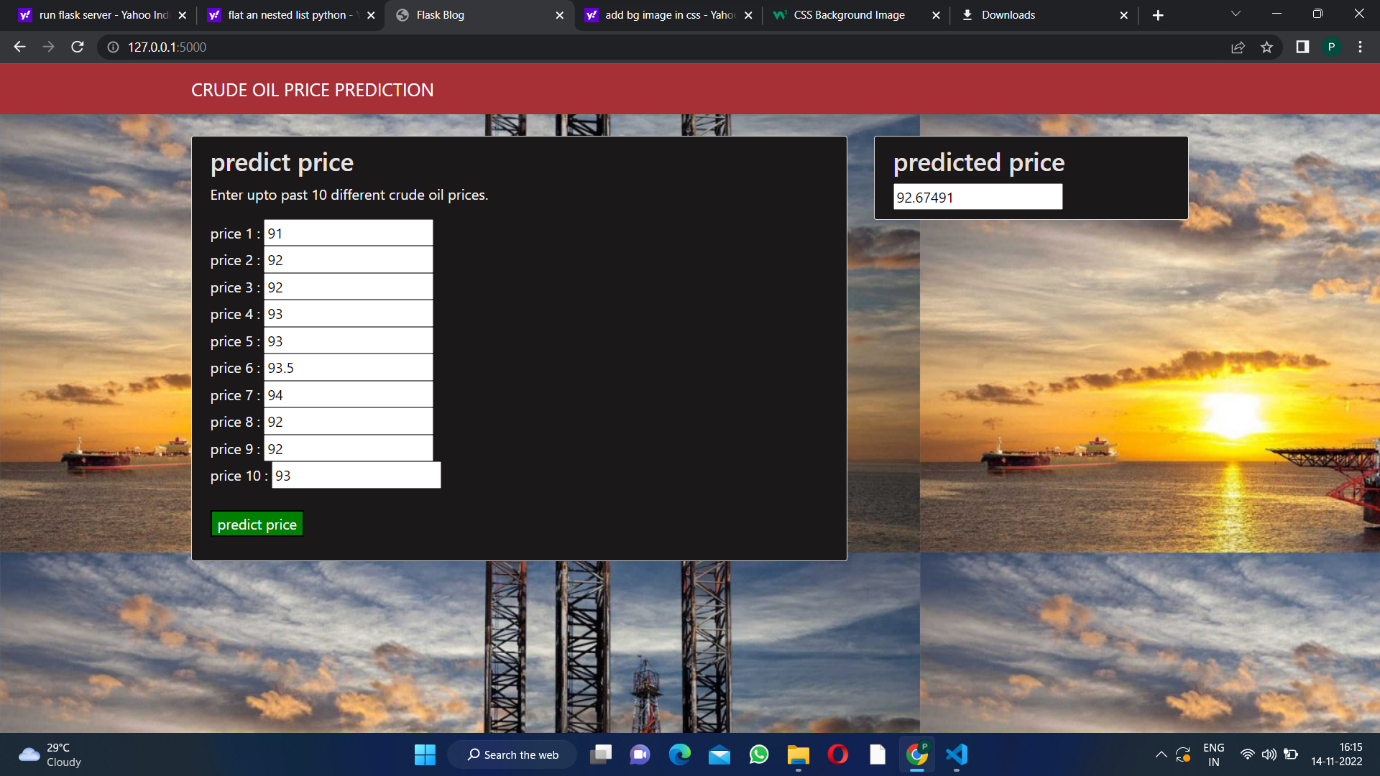 run flask server - Yahoo Ind
flat an nested list python -
Flask Blog
add bg image in css - Yaho
CSS Background Image
Downloads
127.0.0.1:5000
P
CRUDE OIL PRICE PREDICTION
predict price
Enter upto past 10 different crude oil prices.
price 1 : 91
price 2 : 92
price 3 : 92
price 4 : 93
price 5 : 93
price 6 : 93.5
price 7 : 94
price 8 : 92
price 9 : 92
price 10 : 93
predict price
predicted price
92.67491
29°C
Cloudy
Search the web
P
ENG
IN
16:15
14-11-2022